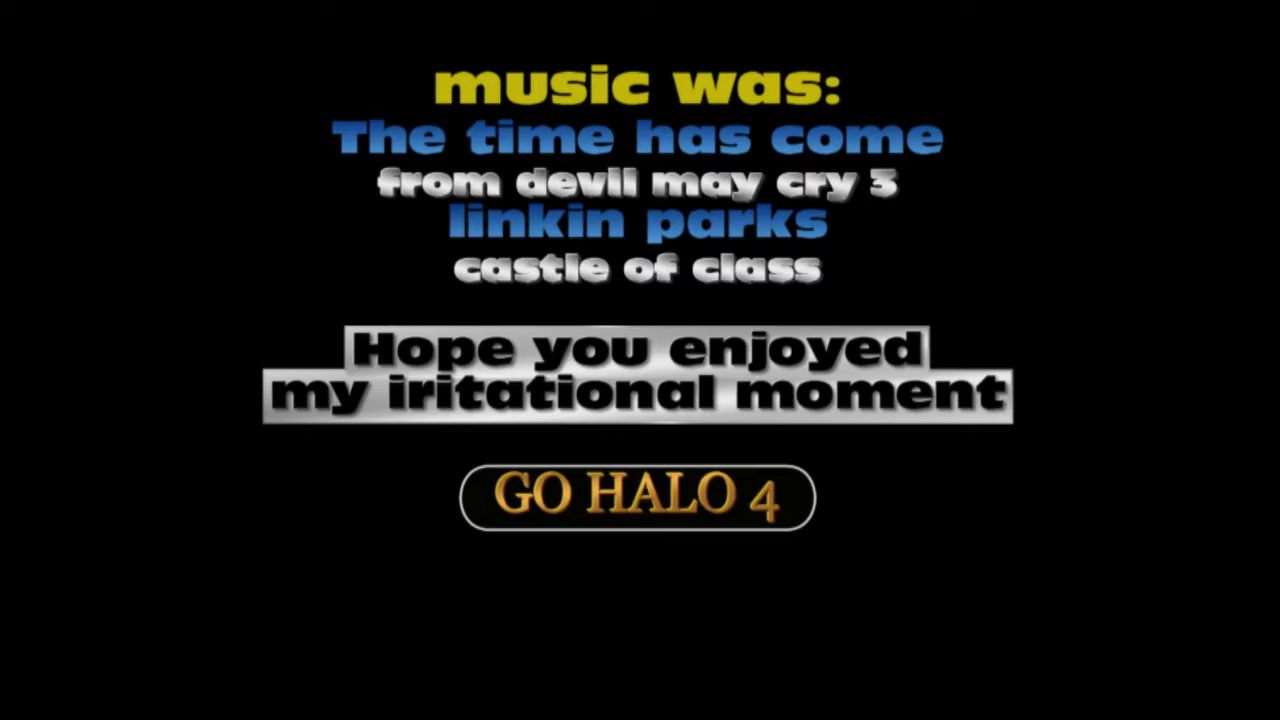 music was:
The time has come
from devil may cry 3
linkin parks
castle of class
Hope you enjoyed
my iritational moment
GO HALO 4